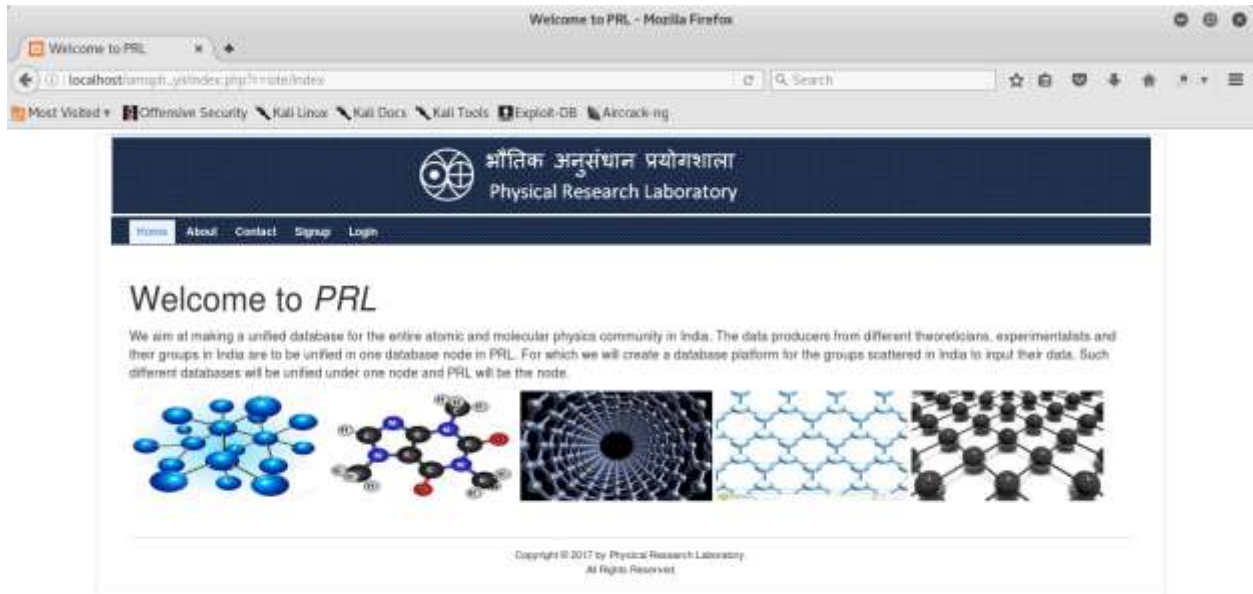 Welcome to PRL - Mozilla Firefox
Welcome to PRL
localhost
Search
Most Visited Offensive Security Kali Linux Kali Docs Kali Tools Exploit-DB Aircrack-ng
भौतिक अनुसंधान प्रयोगशाला
Physical Research Laboratory
Home About Contact Signup Login
Welcome to PRL
We aim at making a unified database for the entire atomic and molecular physics community in India. The data producers from different theoreticians, experimentalists and
their groups in India are to be unified in one database node in PRL. For which we will create a database platform for the groups scattered in India to input their data. Such
different databases will be unified under one node and PRL will be the node.
Copyright © 2017 by Physical Research Laboratory.
All Rights Reserved.